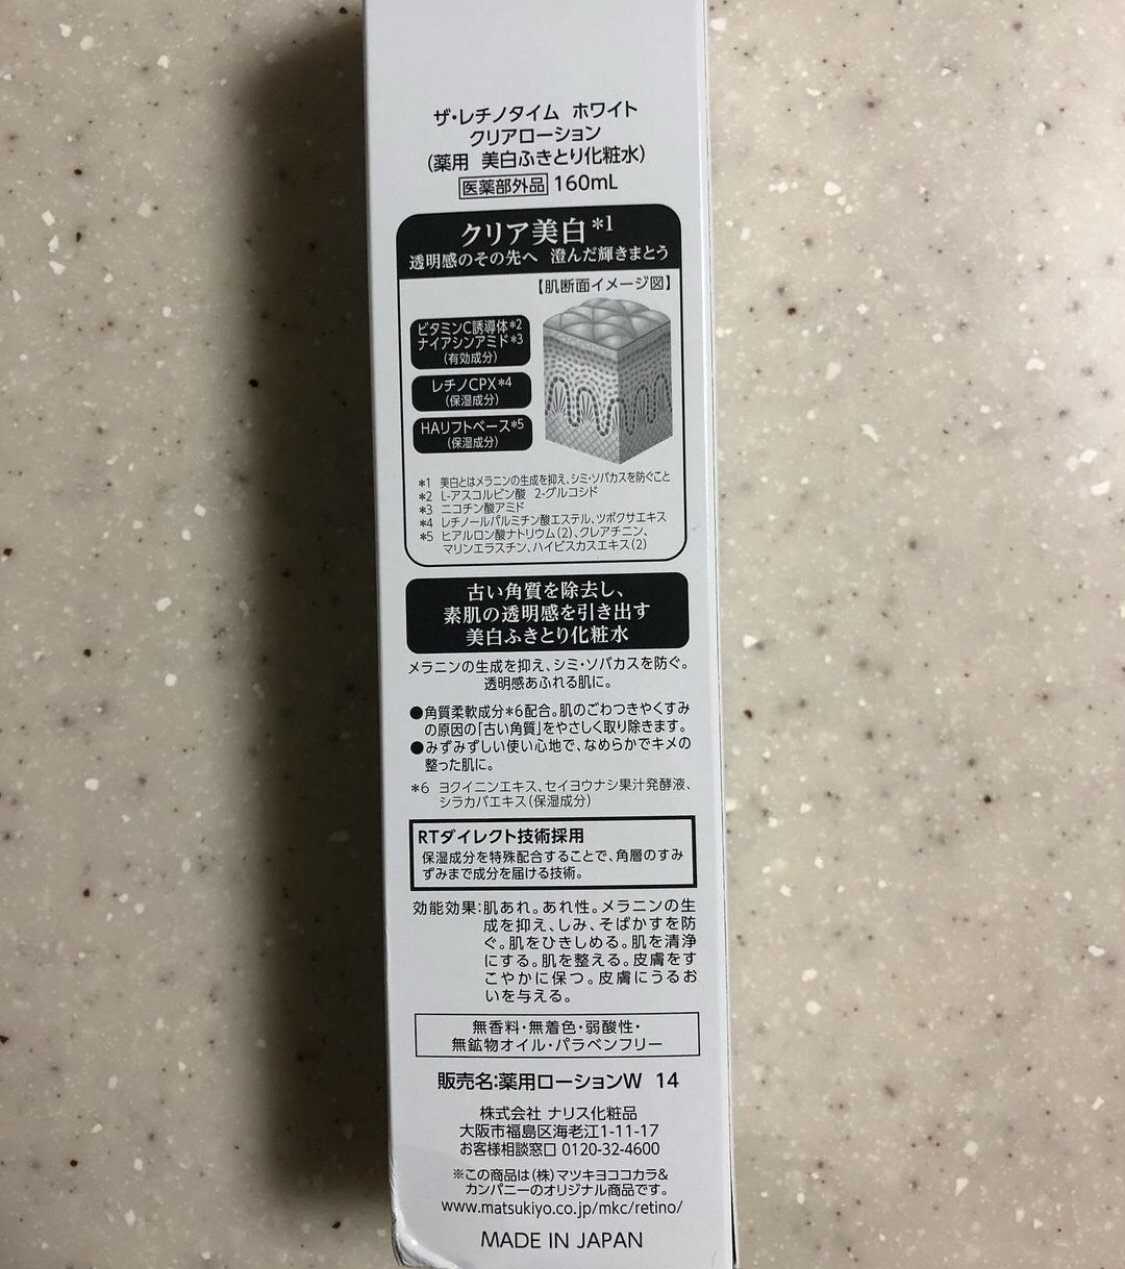 ザ・レチノタイム ホワイト
クリアローション
(薬用 美白ふきとり化粧水)
医薬部外品 160mL
クリア美白*1
透明感のその先へ 澄んだ輝きまとう
【肌断面イメージ図】
ビタミンC誘導体*2
ナイアシンアミド*3
(有効成分)
レチノCPX*4
(保湿成分)
HAリフトベース*5
(保湿成分)
*1 美白とはメラニンの生成を抑え、シミ・ソバカスを防ぐこと
*2 L-アスコルビン酸 2-グルコシド
*3 ニコチン酸アミド
*4 レチノールパルミチン酸エステル、ツボクサエキス
*5 ヒアルロン酸ナトリウム(2)、クレアチニン、
マリンエラスチン、ハイビスカスエキス(2)
古い角質を除去し、
素肌の透明感を引き出す
美白ふきとり化粧水
メラニンの生成を抑え、シミ・ソバカスを防ぐ。
透明感あふれる肌に。
●角質柔軟成分*6配合。肌のごわつきやくすみ
の原因の「古い角質」をやさしく取り除きます。
●みずみずしい使い心地で、なめらかでキメの
整った肌に。
*6 ヨクイニンエキス、セイヨウナシ果汁発酵液、
シラカバエキス(保湿成分)
RTダイレクト技術採用
保湿成分を特殊配合することで、角層のすみ
ずみまで成分を届ける技術。
効能効果:肌あれ。あれ性。メラニンの生
成を抑え、しみ、そばかすを防
ぐ。肌をひきしめる。肌を清浄
にする。肌を整える。皮膚をす
こやかに保つ。皮膚にうるお
いを与える。
無香料・無着色・弱酸性・
無鉱物オイル・パラベンフリー
販売名:薬用ローションW 14
株式会社 ナリス化粧品
大阪市福島区海老江1-11-17
お客様相談窓口 0120-32-4600
※この商品は(株)マツキヨココカラ&
カンパニーのオリジナル商品です。
www.matsukiyo.co.jp/mkc/retino/
MADE IN JAPAN